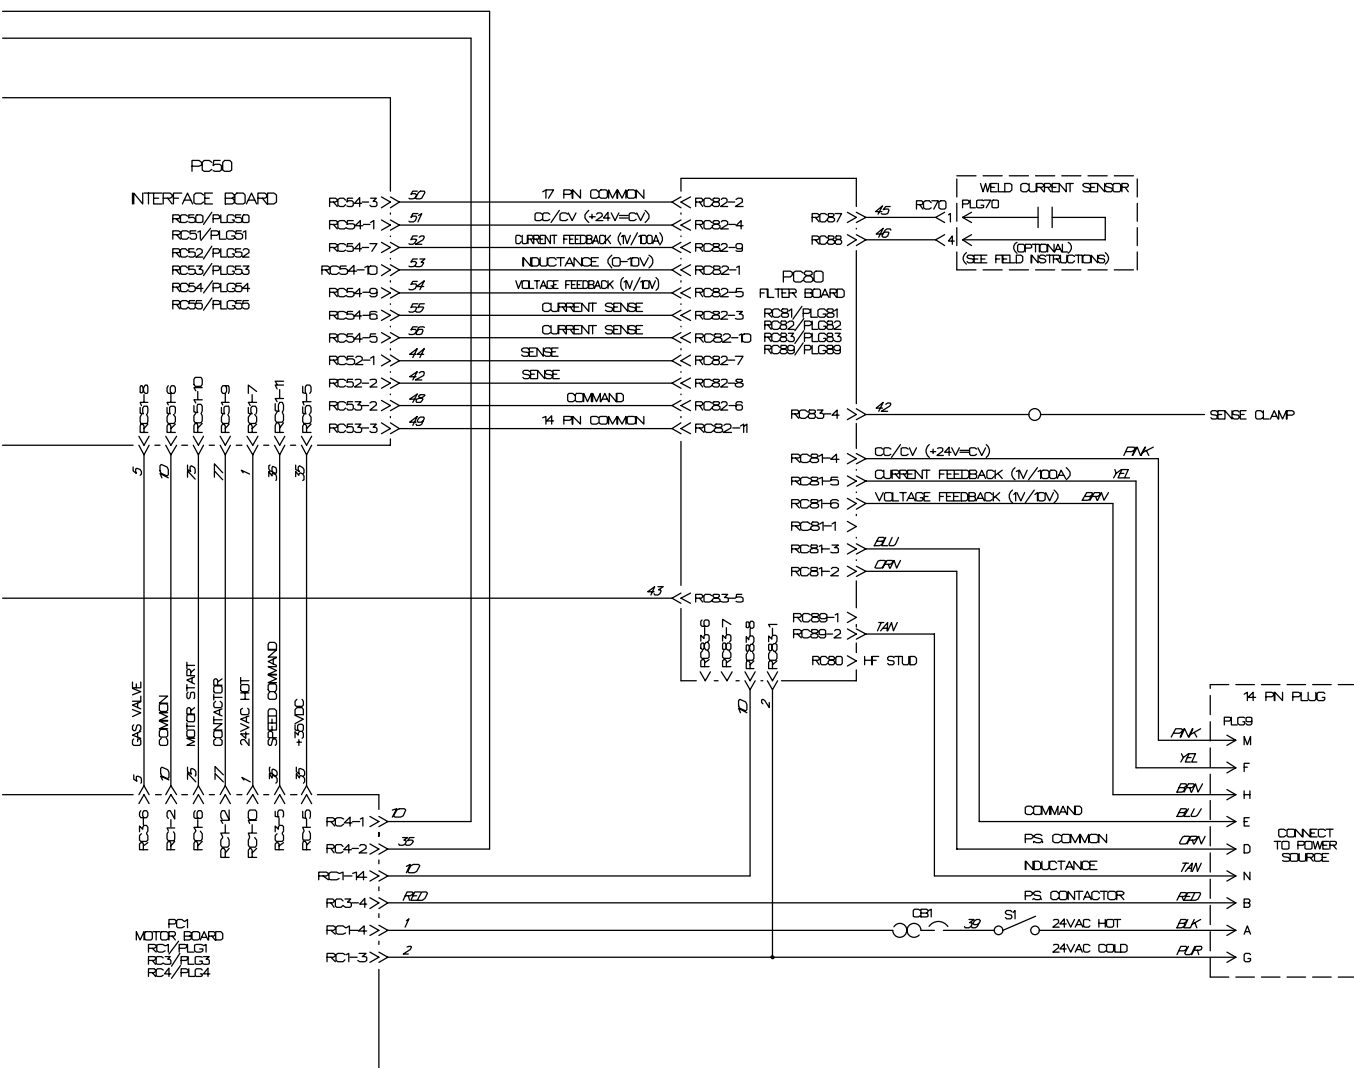 PC50
INTERFACE BOARD
RC50/PLG50
RC51/PLG51
RC52/PLG52
RC53/PLG53
RC54/PLG54
RC55/PLG55
RC54-3 50 17 PIN COMMON RC82-2
RC54-1 51 CC/CV (+24V=CV) RC82-4
RC54-7 52 CURRENT FEEDBACK (1V/100A) RC82-9
RC54-10 53 INDUCTANCE (0-10V) RC82-1
RC54-9 54 VOLTAGE FEEDBACK (1V/10V) RC82-5
RC54-6 55 CURRENT SENSE RC82-3
RC54-5 56 CURRENT SENSE RC82-10
RC52-1 44 SENSE RC82-7
RC52-2 42 SENSE RC82-8
RC53-2 48 COMMAND RC82-6
RC53-3 49 14 PIN COMMON RC82-11
PC80
FILTER BOARD
RC81/PLG81
RC82/PLG82
RC83/PLG83
RC89/PLG89
WELD CURRENT SENSOR
RC87 45 RC70 1 PLG70
RC88 46 4
(OPTIONAL)
(SEE FIELD INSTRUCTIONS)
RC83-4 42 SENSE CLAMP
RC81-4 CC/CV (+24V=CV) PINK
RC81-5 CURRENT FEEDBACK (1V/100A) YEL
RC81-6 VOLTAGE FEEDBACK (1V/10V) BRN
RC81-1
RC81-3 BLU
RC81-2 ORN
RC89-1
RC89-2 TAN
RC80 HF STUD
43 RC83-5
RC83-6
RC83-7
RC83-8 10
RC83-1 2
RC51-8 5 GAS VALVE 5 RC3-6
RC51-6 10 COMMON 10 RC1-2
RC51-10 75 MOTOR START 75 RC1-6
RC51-9 77 CONTACTOR 77 RC1-12
RC51-7 1 24VAC HOT 1 RC1-10
RC51-11 36 SPEED COMMAND 36 RC3-5
RC51-5 35 +35VDC 35 RC1-5
PC1
MOTOR BOARD
RC1/PLG1
RC3/PLG3
RC4/PLG4
RC4-1 10
RC4-2 35
RC1-14 10
RC3-4 RED
RC1-4 1
RC1-3 2
14 PIN PLUG
PLG9
PINK M
YEL F
BRN H
COMMAND BLU E
P.S. COMMON ORN D
INDUCTANCE TAN N
P.S. CONTACTOR RED B
CB1 39 S1 24VAC HOT BLK A
24VAC COLD PUR G
CONNECT
TO POWER
SOURCE